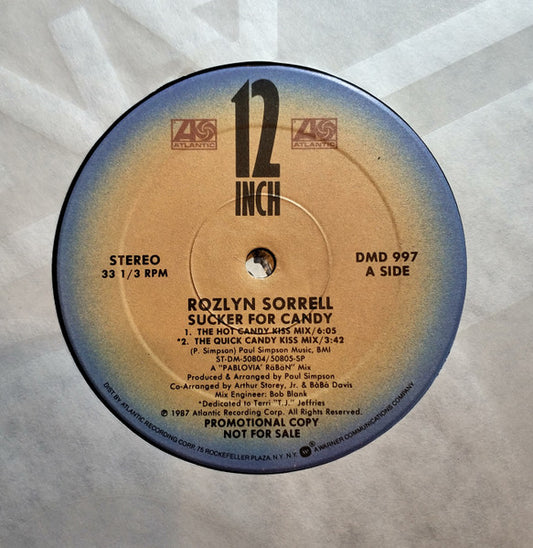 12
INCH
ATLANTIC
ATLANTIC
STEREO
33 1/3 RPM
DMD 997
A SIDE
ROZLYN SORRELL
SUCKER FOR CANDY
1. THE HOT CANDY KISS MIX/6:05
*2. THE QUICK CANDY KISS MIX/3:42
(P. Simpson) Paul Simpson Music, BMI
ST-DM-50804/50805-SP
A "PABLOVIA' RāBōN" Mix
Produced & Arranged by Paul Simpson
Co-Arranged by Arthur Storey, Jr. & BāBā Davis
Mix Engineer: Bob Blank
*Dedicated to Terri "T.J." Jeffries
℗ 1987 Atlantic Recording Corp. All Rights Reserved.
PROMOTIONAL COPY
NOT FOR SALE
DIST. BY ATLANTIC RECORDING CORP. 75 ROCKEFELLER PLAZA, N.Y. N.Y. ® A WARNER COMMUNICATIONS COMPANY